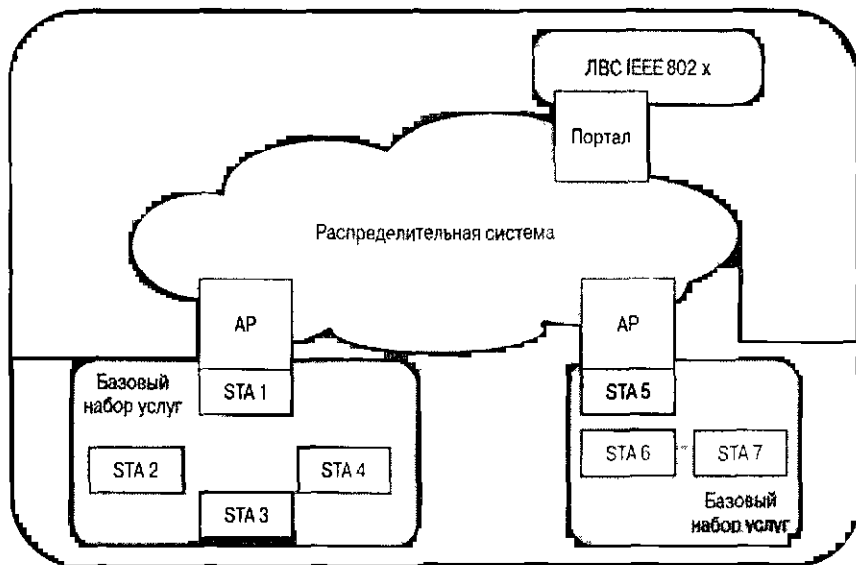 ЛВС IEEE 802 x
Портал
Распределительная система
AP
AP
Базовый
набор услуг
STA 1
STA 5
STA 2
STA 4
STA 3
STA 6
STA 7
Базовый
набор услуг